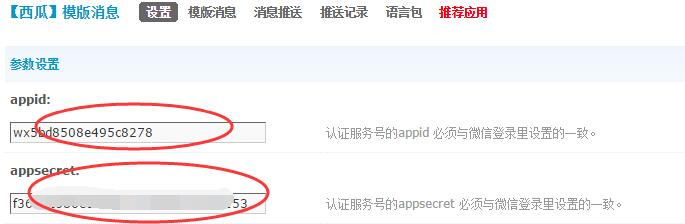 【西瓜】模版消息 设置 模版消息 消息推送 推送记录 语言包 推荐应用
参数设置
appid:
wx5bd8508e495c8278 认证服务号的appid 必须与微信登录里设置的一致。
appsecret:
认证服务号的appsecret 必须与微信登录里设置的一致。